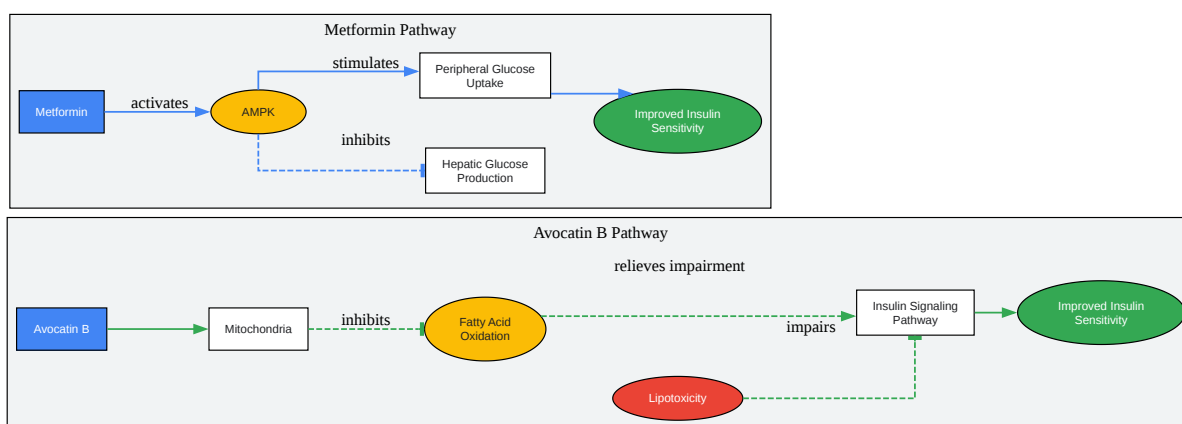 Metformin Pathway
stimulates
Peripheral Glucose
Uptake
Metformin
activates
AMPK
Improved Insulin
Sensitivity
inhibits
Hepatic Glucose
Production
Avocatin B Pathway
relieves impairment
Avocatin B
Mitochondria
inhibits
Fatty Acid
Oxidation
impairs
Insulin Signaling
Pathway
Improved Insulin
Sensitivity
Lipotoxicity